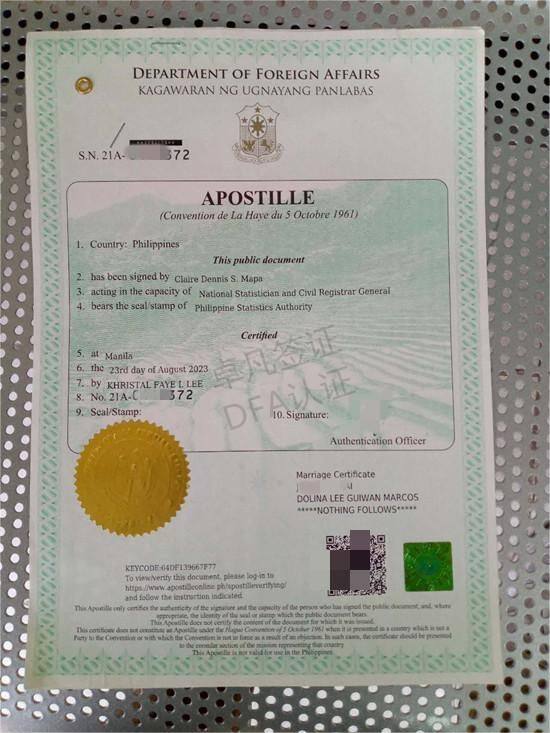 DEPARTMENT OF FOREIGN AFFAIRS
KAGAWARAN NG UGNAYANG PANLABAS
S.N. 21A- 372
APOSTILLE
(Convention de La Haye du 5 Octobre 1961)
1. Country: Philippines
This public document
2. has been signed by Claire Dennis S. Mapa
3. acting in the capacity of National Statistician and Civil Registrar General
4. bears the seal/stamp of Philippine Statistics Authority
Certified
5. at Manila
6. the 23rd day of August 2023
7. by KHRISTAL FAYE L LEE
8. No. 21A- 372
9. Seal/Stamp:
10. Signature:
卓凡签证
DFA认证
Authentication Officer
Marriage Certificate
DOLINA LEE GUIWAN MARCOS
*****NOTHING FOLLOWS*****
KEYCODE:64DF139667F77
To view/verify this document, please log-in to
https://www.apostilleonline.ph/apostilleverifying/
and follow the instruction indicated.
This Apostille only certifies the authenticity of the signature and the capacity of the person who has signed the public document, and, where
appropriate, the identity of the seal or stamp which the public document bears.
This Apostille does not certify the content of the document for which it was issued.
This certificate does not constitute an Apostille under the Hague Convention of 5 October 1961 when it is presented in a country which is not a
Party to the Convention or with which the Convention is not in force as a result of an objection. In such cases, the certificate should be presented
to the consular section of the mission representing that country
This Apostille is not valid for use in the Philippines.